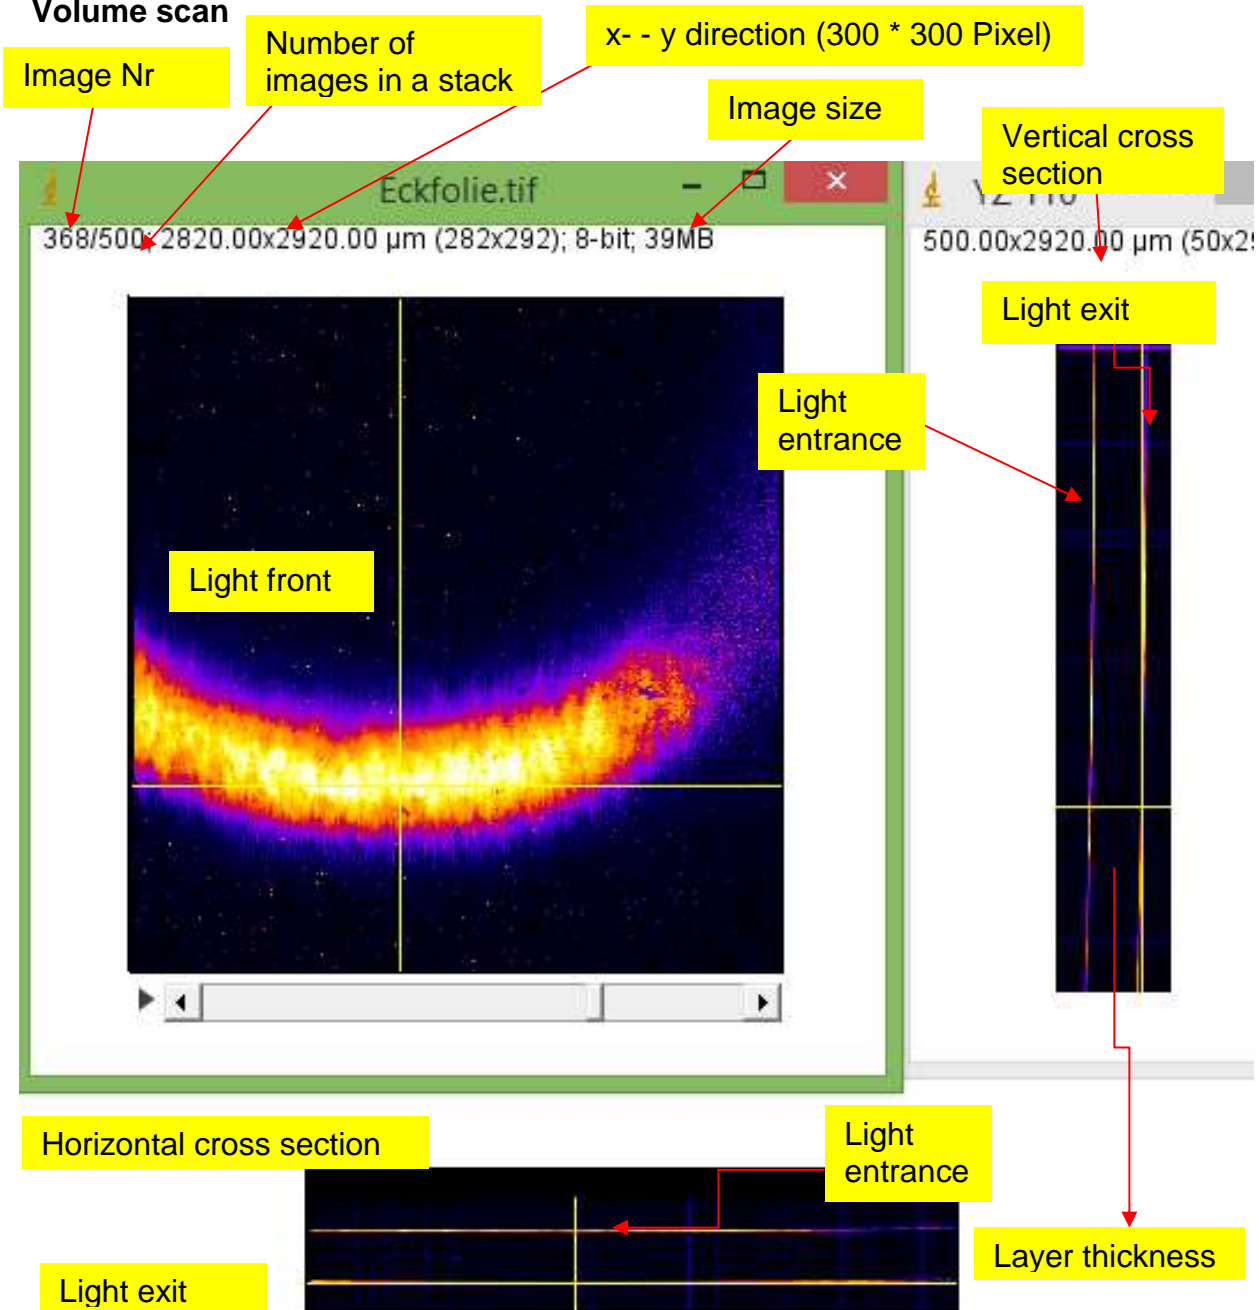 Volume scan
Image Nr
Number of
images in a stack
x- - y direction (300 * 300 Pixel)
Image size
Vertical cross
section
Eckfolie.tif
368/500; 2820.00x2920.00 µm (282x292); 8-bit; 39MB
500.00x2920.00 µm (50x29
Light exit
Light
entrance
Light front
Horizontal cross section
Light
entrance
Layer thickness
Light exit